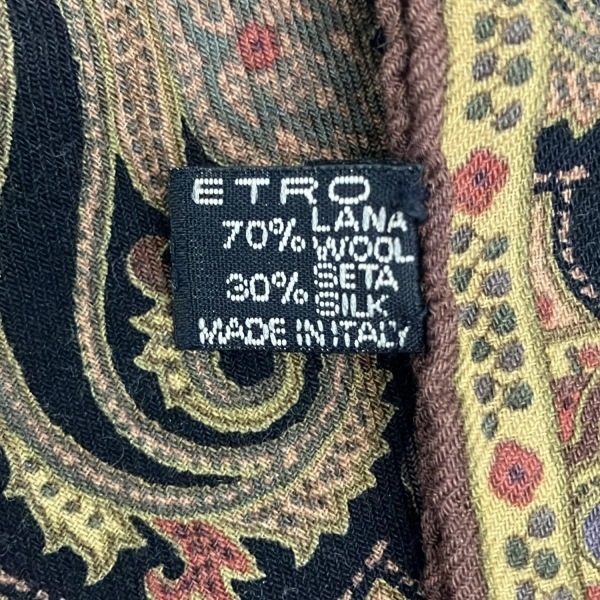 ETRO
70% LANA
WOOL
30% SETA
SILK
MADE IN ITALY